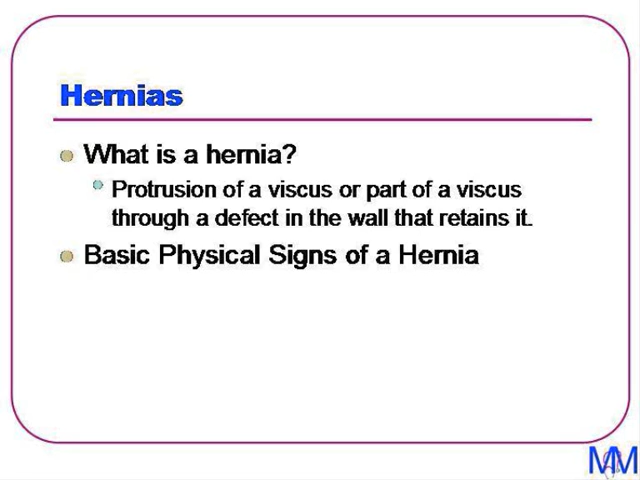 Hernias
What is a hernia?
Protrusion of a viscus or part of a viscus
through a defect in the wall that retains it.
Basic Physical Signs of a Hernia
MM